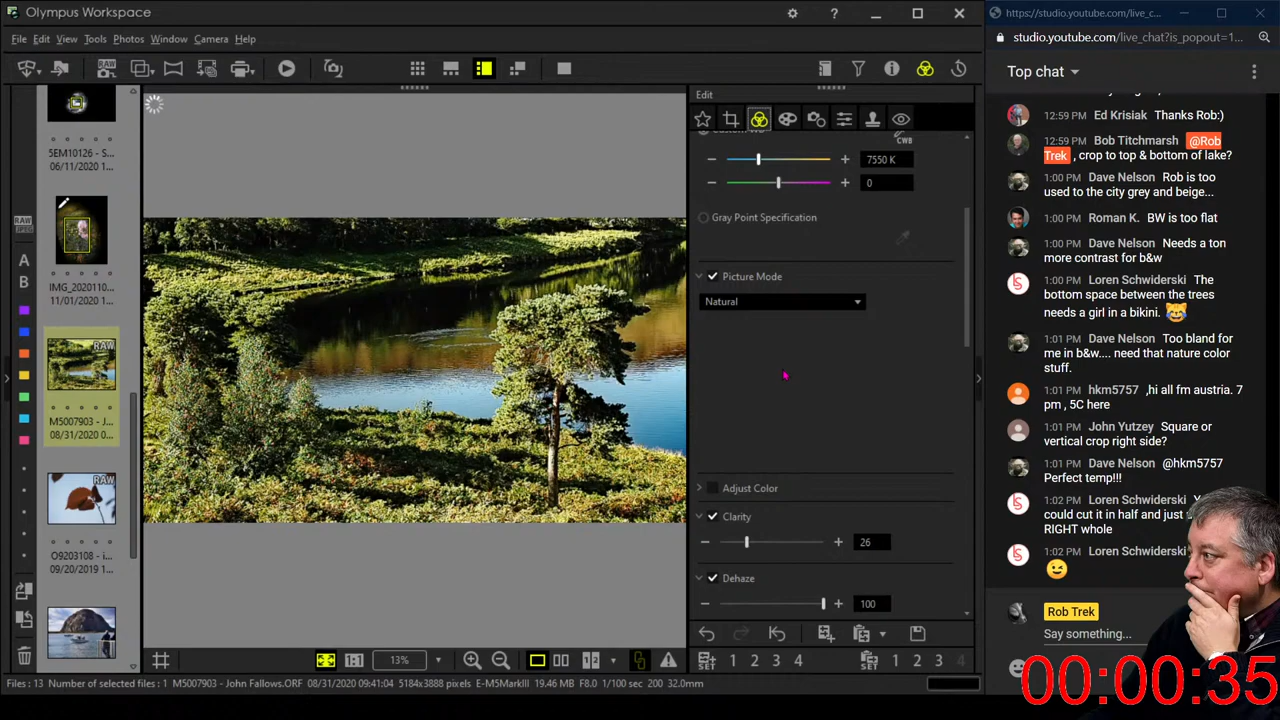 Olympus Workspace
File Edit View Tools Photos Window Camera Help
5EM10126 - S...
06/11/2020 ...
RAW
JPEG
IMG_2020110...
11/01/2020 ...
A
B
RAW
M5007903 - J...
08/31/2020 0...
RAW
O9203108 - i...
09/20/2019 1...
1:1 13%
Edit
CWB
7550 K
0
Gray Point Specification
Picture Mode
Natural
Adjust Color
Clarity
26
Dehaze
100
1 2 3 4
SET 1 2 3 4
Files : 13 Number of selected files : 1 M5007903 - John Fallows.ORF 08/31/2020 09:41:04 5184x3888 pixels E-M5MarkIII 19.46 MB F8.0 1/100 sec 200 32.0mm
https://studio.youtube.com/live_c...
studio.youtube.com/live_chat?is_popout=1...
Top chat
12:59 PM Ed Krisiak Thanks Rob:)
12:59 PM Bob Titchmarsh @Rob
Trek , crop to top & bottom of lake?
1:00 PM Dave Nelson Rob is too
used to the city grey and beige...
1:00 PM Roman K. BW is too flat
1:00 PM Dave Nelson Needs a ton
more contrast for b&w
1:00 PM Loren Schwiderski The
bottom space between the trees
needs a girl in a bikini.
1:00 PM Dave Nelson Too bland for
me in b&w.... need that nature color
stuff.
1:01 PM hkm5757 ,hi all fm austria. 7
pm , 5C here
1:01 PM John Yutzey Square or
vertical crop right side?
1:01 PM Dave Nelson @hkm5757
Perfect temp!!!
1:02 PM Loren Schwiderski
could cut it in half and just
RIGHT whole
1:02 PM Loren Schwiderski
Rob Trek
Say something...
00:00:35